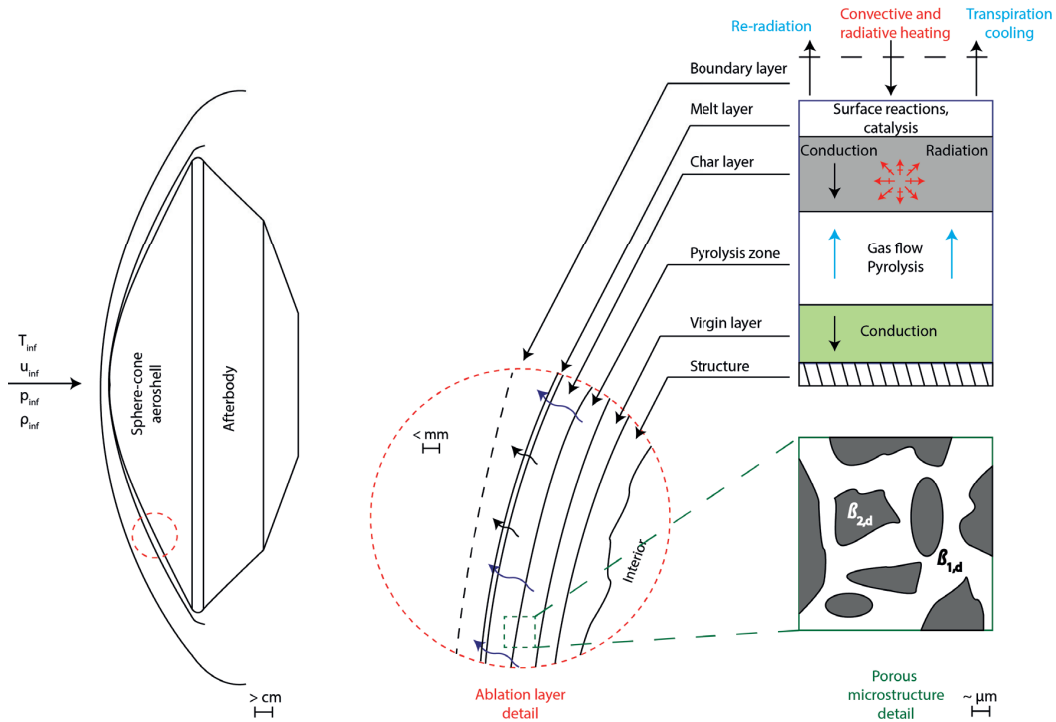 Re-radiation
Convective and
radiative heating
Transpiration
cooling
Boundary layer
Melt layer
Char layer
Pyrolysis zone
Virgin layer
Structure
Surface reactions,
catalysis
Conduction
Radiation
Gas flow
Pyrolysis
Conduction
T_inf
u_inf
p_inf
ρ_inf
Sphere-cone
aeroshell
Afterbody
< mm
Interior
ß_2,d
ß_1,d
> cm
Ablation layer
detail
Porous
microstructure
detail
~ μm